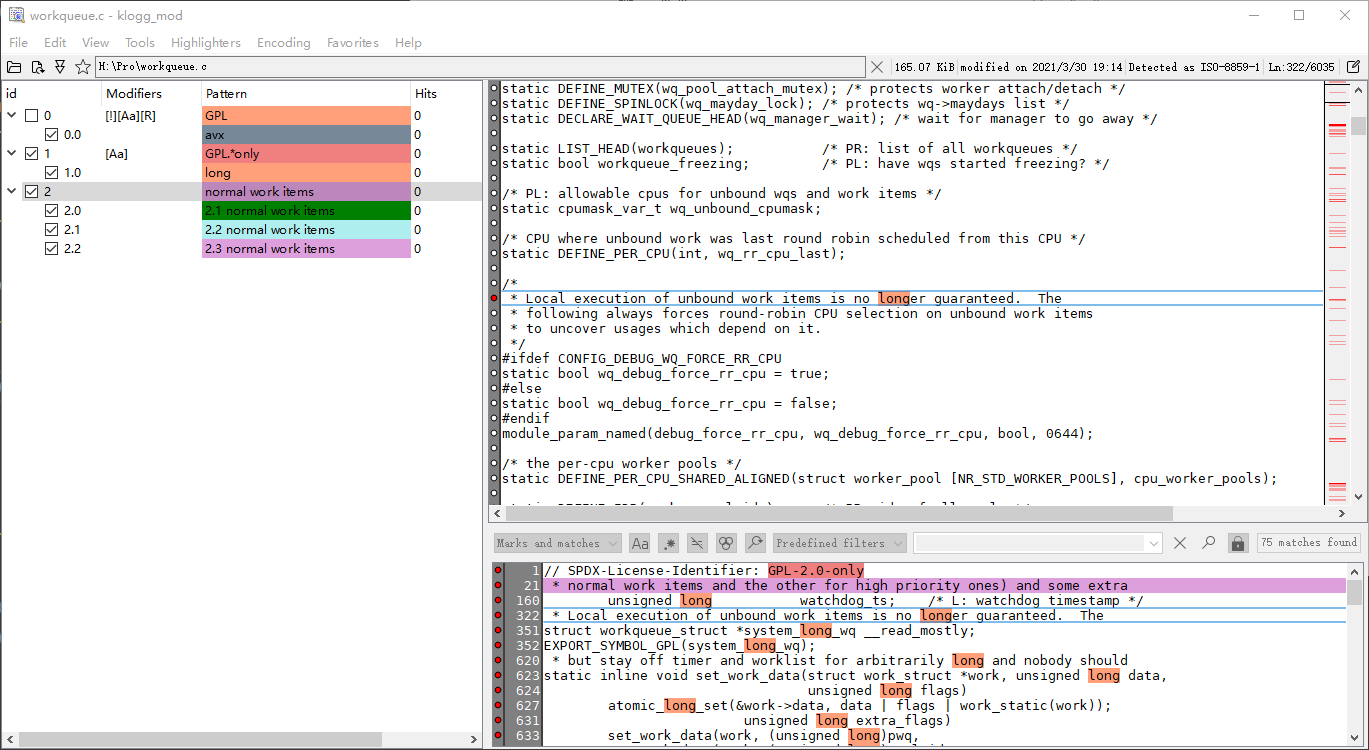 workqueue.c - klogg_mod
File Edit View Tools Highlighters Encoding Favorites Help
H:\Pro\workqueue.c 165.07 KiB modified on 2021/3/30 19:14 Detected as ISO-8859-1 Ln:322/6035
id Modifiers Pattern Hits
0 [!][Aa][R] GPL 0
0.0 avx 0
1 [Aa] GPL.*only 0
1.0 long 0
2 normal work items 0
2.0 2.1 normal work items 0
2.1 2.2 normal work items 0
2.2 2.3 normal work items 0
static DEFINE_MUTEX(wq_pool_attach_mutex); /* protects worker attach/detach */
static DEFINE_SPINLOCK(wq_mayday_lock); /* protects wq->maydays list */
static DECLARE_WAIT_QUEUE_HEAD(wq_manager_wait); /* wait for manager to go away */
static LIST_HEAD(workqueues); /* PR: list of all workqueues */
static bool workqueue_freezing; /* PL: have wqs started freezing? */
/* PL: allowable cpus for unbound wqs and work items */
static cpumask_var_t wq_unbound_cpumask;
/* CPU where unbound work was last round robin scheduled from this CPU */
static DEFINE_PER_CPU(int, wq_rr_cpu_last);
/*
* Local execution of unbound work items is no longer guaranteed. The
* following always forces round-robin CPU selection on unbound work items
* to uncover usages which depend on it.
*/
#ifdef CONFIG_DEBUG_WQ_FORCE_RR_CPU
static bool wq_debug_force_rr_cpu = true;
#else
static bool wq_debug_force_rr_cpu = false;
#endif
module_param_named(debug_force_rr_cpu, wq_debug_force_rr_cpu, bool, 0644);
/* the per-cpu worker pools */
static DEFINE_PER_CPU_SHARED_ALIGNED(struct worker_pool [NR_STD_WORKER_POOLS], cpu_worker_pools);
Marks and matches Aa .* Predefined filters 75 matches found
1 // SPDX-License-Identifier: GPL-2.0-only
21 * normal work items and the other for high priority ones) and some extra
160 unsigned long watchdog_ts; /* L: watchdog timestamp */
322 * Local execution of unbound work items is no longer guaranteed. The
351 struct workqueue_struct *system_long_wq __read_mostly;
352 EXPORT_SYMBOL_GPL(system_long_wq);
620 * but stay off timer and worklist for arbitrarily long and nobody should
623 static inline void set_work_data(struct work_struct *work, unsigned long data,
624 unsigned long flags)
627 atomic_long_set(&work->data, data | flags | work_static(work));
631 unsigned long extra_flags)
633 set_work_data(work, (unsigned long)pwq,